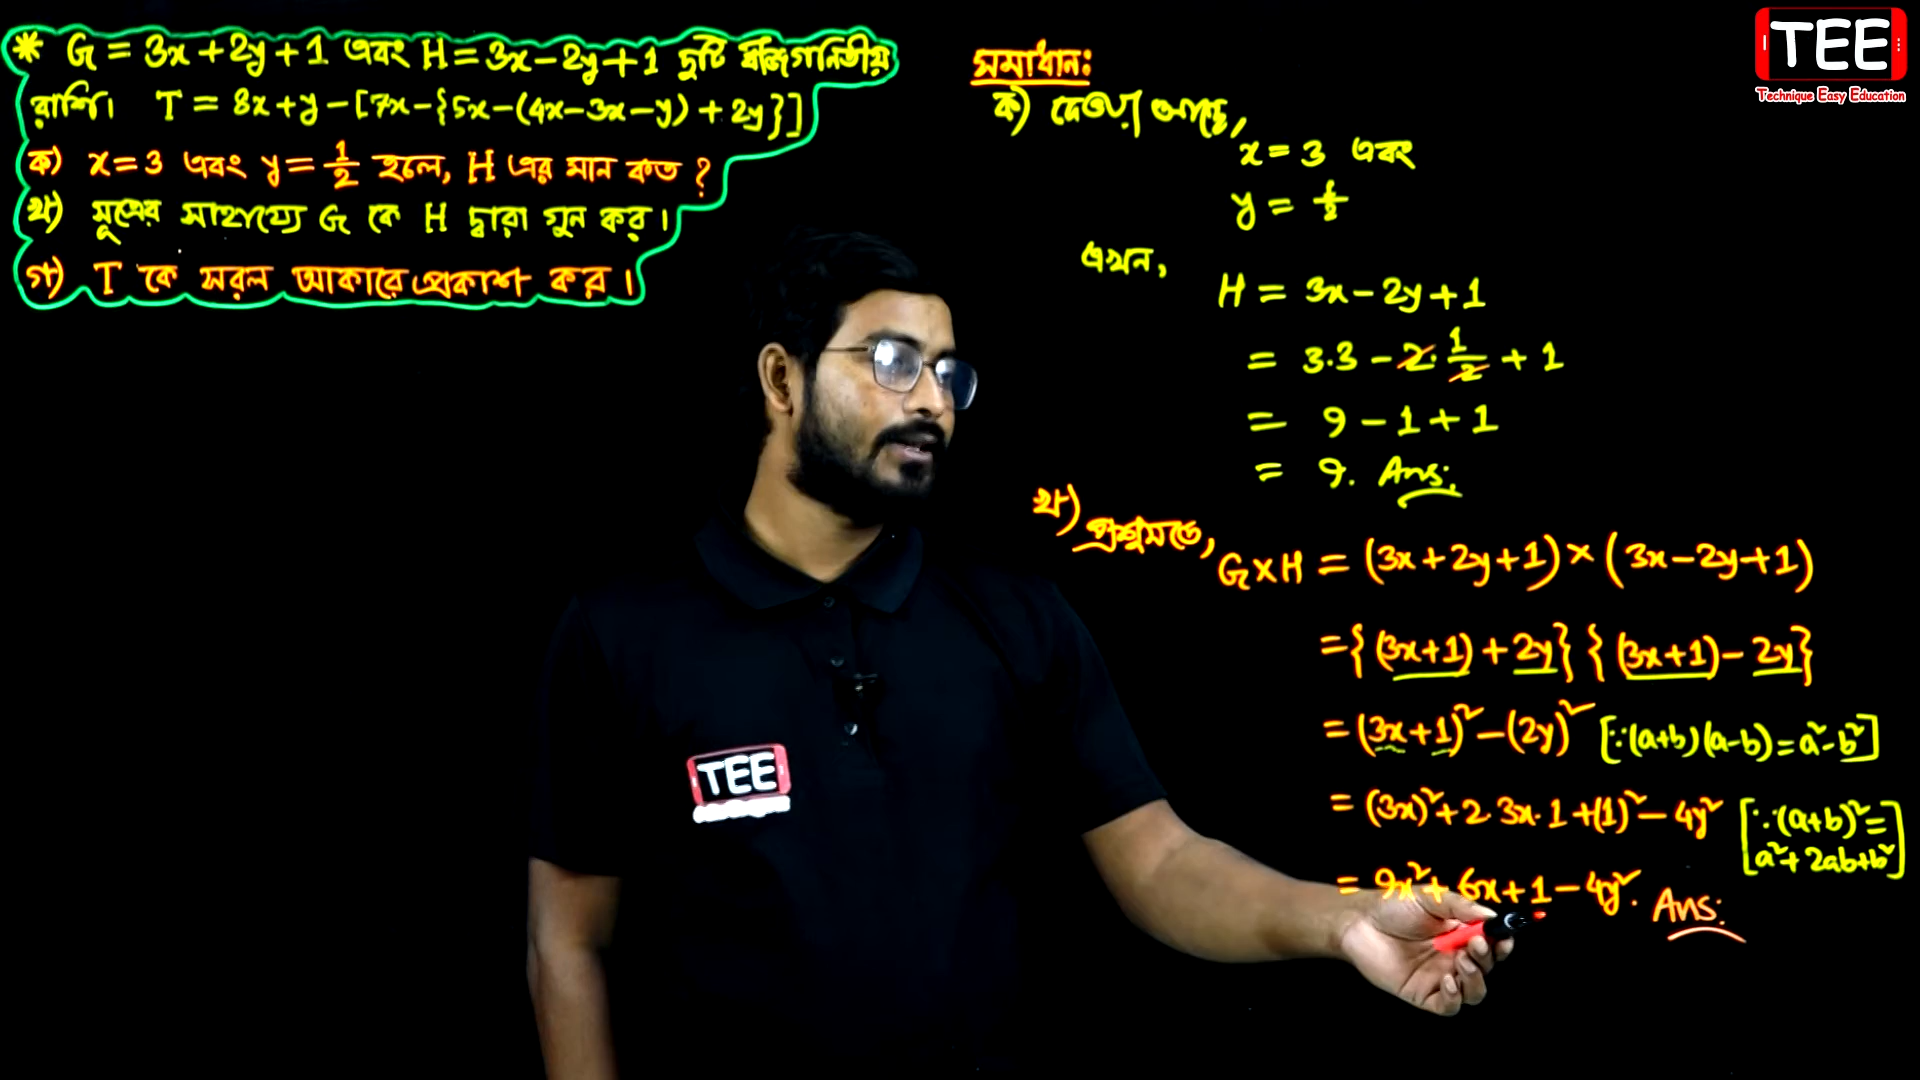 * G = 3x+2y+1 এবং H = 3x-2y+1 দুটি বীজগনিতীয়
রাশি। T = 8x+y-[7x-{5x-(4x-3x-y)+2y}]
ক) x=3 এবং y=1/2 হলে, H এর মান কত ?
খ) সূত্রের সাহায্যে G কে H দ্বারা গুন কর।
গ) T কে সরল আকারে প্রকাশ কর।
সমাধান:
ক) দেওয়া আছে,
x = 3 এবং
y = 1/2
এখন,
H = 3x-2y+1
= 3.3 - 2. 1/2 + 1
= 9-1+1
= 9. Ans:
খ) প্রশ্নমতে,
G×H = (3x+2y+1)×(3x-2y+1)
={(3x+1)+2y}{(3x+1)-2y}
= (3x+1)²-(2y)² [∵(a+b)(a-b)=a²-b²]
= (3x)²+2.3x.1+(1)²-4y² [∵(a+b)²=
a²+2ab+b²]
= 9x²+6x+1-4y². Ans:
TEE
Technique Easy Education
TEE